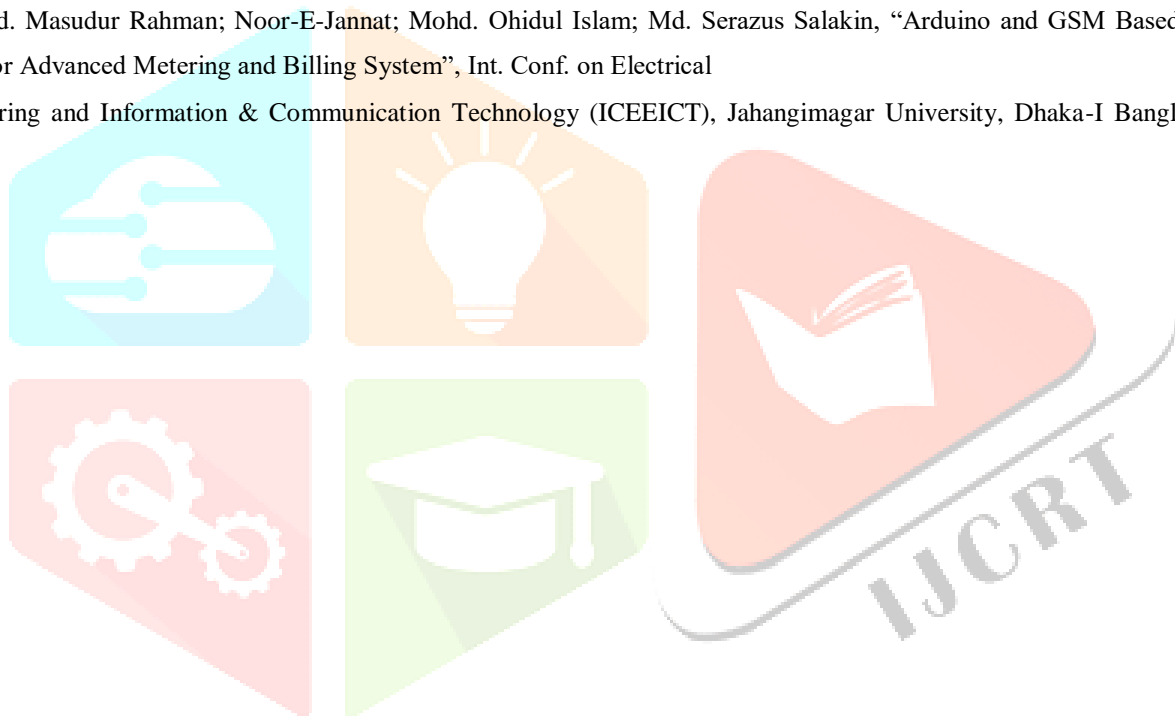 d. Masudur Rahman; Noor-E-Jannat; Mohd. Ohidul Islam; Md. Serazus Salakin, “Arduino and GSM Based
or Advanced Metering and Billing System”, Int. Conf. on Electrical
ring and Information & Communication Technology (ICEEICT), Jahangimagar University, Dhaka-I Bangl
IJCRT